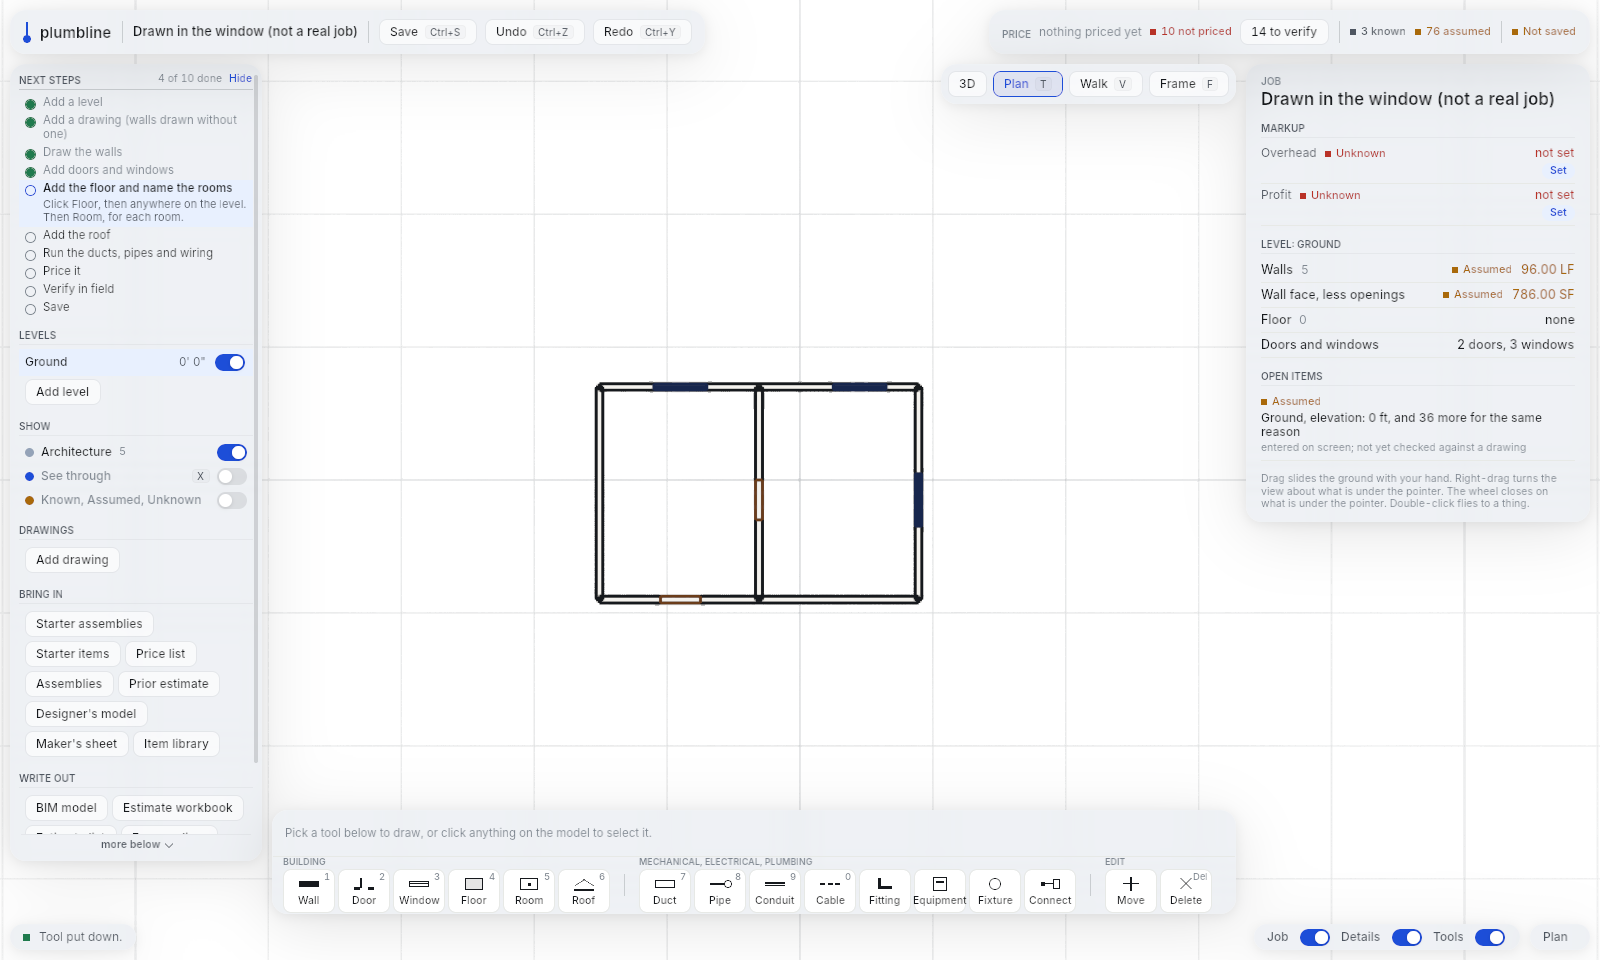 plumbline
Drawn in the window (not a real job)
Save Ctrl+S
Undo Ctrl+Z
Redo Ctrl+Y
PRICE nothing priced yet 10 not priced 14 to verify 3 known 76 assumed Not saved
NEXT STEPS 4 of 10 done Hide
Add a level
Add a drawing (walls drawn without
one)
Draw the walls
Add doors and windows
Add the floor and name the rooms
Click Floor, then anywhere on the level.
Then Room, for each room.
Add the roof
Run the ducts, pipes and wiring
Price it
Verify in field
Save
LEVELS
Ground 0' 0"
Add level
SHOW
Architecture 5
See through X
Known, Assumed, Unknown
DRAWINGS
Add drawing
BRING IN
Starter assemblies
Starter items Price list
Assemblies Prior estimate
Designer's model
Maker's sheet Item library
WRITE OUT
BIM model Estimate workbook
more below
Tool put down.
3D
Plan T
Walk V
Frame F
JOB
Drawn in the window (not a real job)
MARKUP
Overhead Unknown not set
Set
Profit Unknown not set
Set
LEVEL: GROUND
Walls 5 Assumed 96.00 LF
Wall face, less openings Assumed 786.00 SF
Floor 0 none
Doors and windows 2 doors, 3 windows
OPEN ITEMS
Assumed
Ground, elevation: 0 ft, and 36 more for the same
reason
entered on screen; not yet checked against a drawing
Drag slides the ground with your hand. Right-drag turns the
view about what is under the pointer. The wheel closes on
what is under the pointer. Double-click flies to a thing.
Pick a tool below to draw, or click anything on the model to select it.
BUILDING
1 Wall
2 Door
3 Window
4 Floor
5 Room
6 Roof
MECHANICAL, ELECTRICAL, PLUMBING
7 Duct
8 Pipe
9 Conduit
0 Cable
Fitting
Equipment
Fixture
Connect
EDIT
Move
Del Delete
Job Details Tools Plan